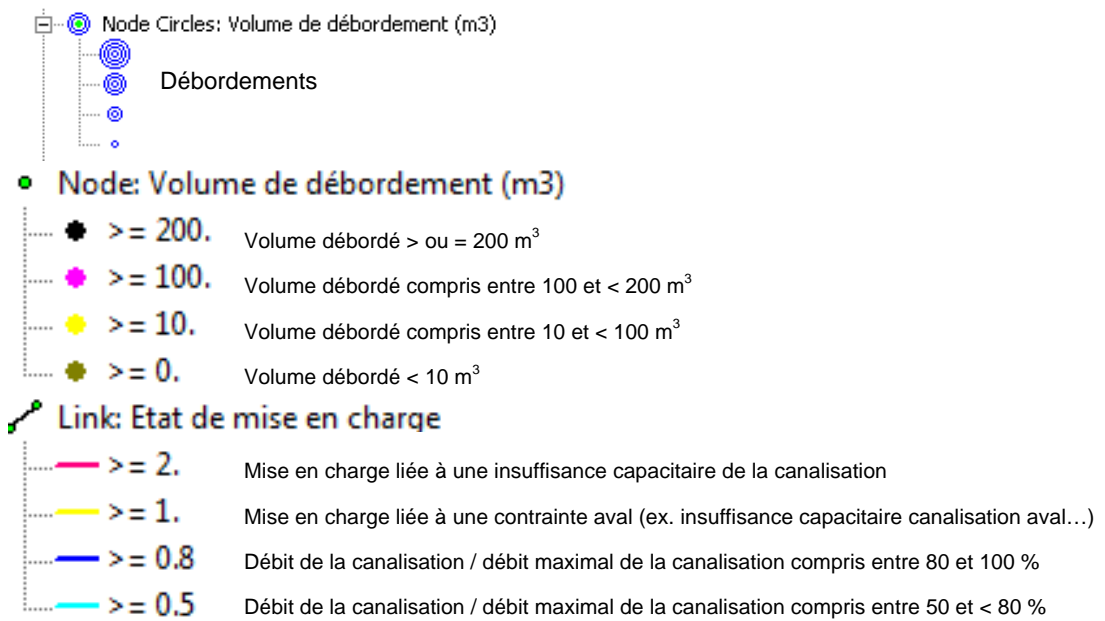 Node Circles: Volume de débordement (m3)
Débordements
Node: Volume de débordement (m3)
>= 200. Volume débordé > ou = 200 m³
>= 100. Volume débordé compris entre 100 et < 200 m³
>= 10. Volume débordé compris entre 10 et < 100 m³
>= 0. Volume débordé < 10 m³
Link: Etat de mise en charge
>= 2. Mise en charge liée à une insuffisance capacitaire de la canalisation
>= 1. Mise en charge liée à une contrainte aval (ex. insuffisance capacitaire canalisation aval…)
>= 0.8 Débit de la canalisation / débit maximal de la canalisation compris entre 80 et 100 %
>= 0.5 Débit de la canalisation / débit maximal de la canalisation compris entre 50 et < 80 %